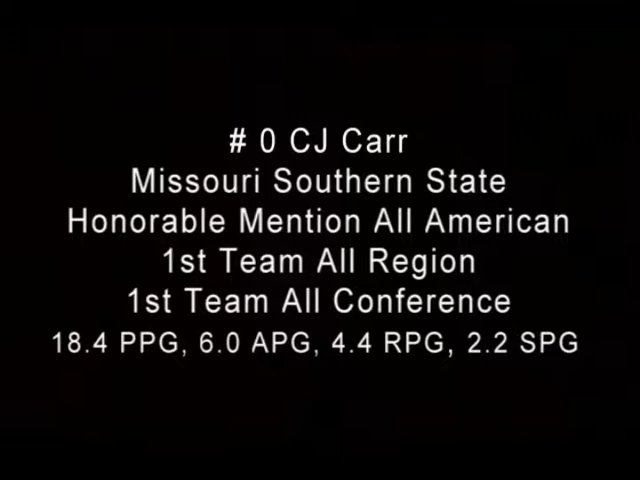 # 0 CJ Carr
Missouri Southern State
Honorable Mention All American
1st Team All Region
1st Team All Conference
18.4 PPG, 6.0 APG, 4.4 RPG, 2.2 SPG